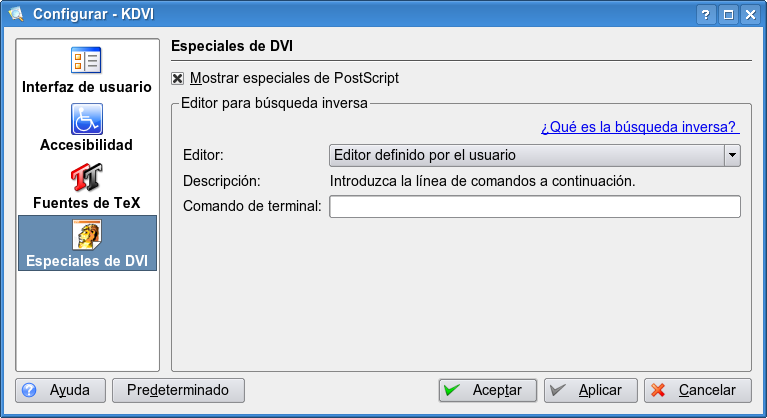 Configurar - KDVI
Interfaz de usuario
Accesibilidad
Fuentes de TeX
Especiales de DVI
Especiales de DVI
Mostrar especiales de PostScript
Editor para búsqueda inversa
¿Qué es la búsqueda inversa?
Editor: Editor definido por el usuario
Descripción: Introduzca la línea de comandos a continuación.
Comando de terminal:
Ayuda Predeterminado Aceptar Aplicar Cancelar